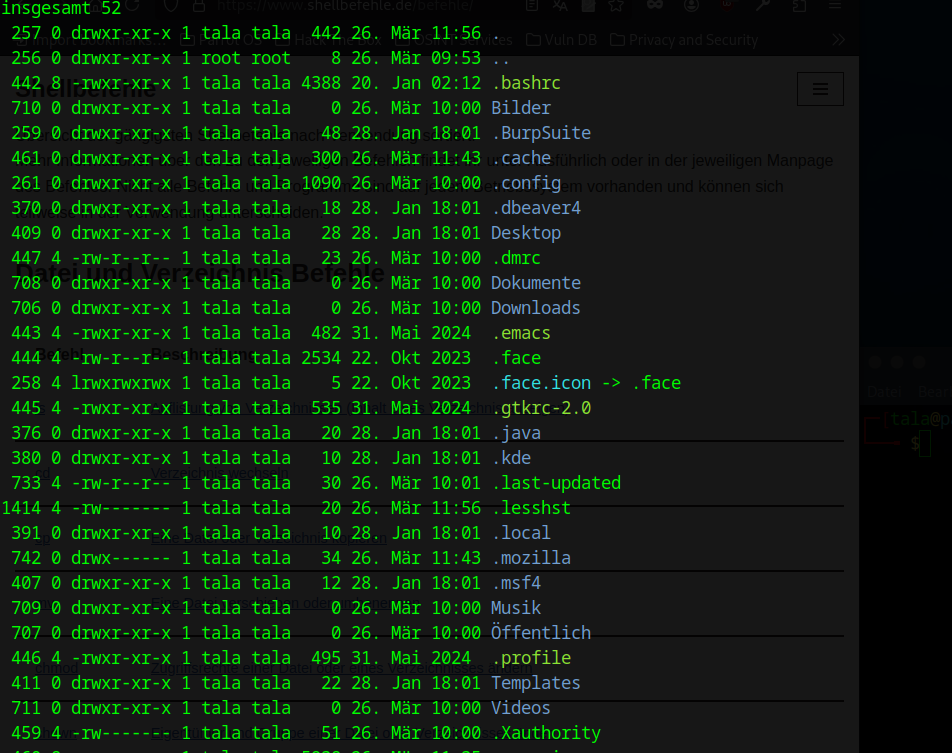 insgesamt 52
257 0 drwxr-xr-x 1 tala tala 442 26. Mär 11:56 .
256 0 drwxr-xr-x 1 root root 8 26. Mär 09:53 ..
442 8 -rwxr-xr-x 1 tala tala 4388 20. Jan 02:12 .bashrc
710 0 drwxr-xr-x 1 tala tala 0 26. Mär 10:00 Bilder
259 0 drwxr-xr-x 1 tala tala 48 28. Jan 18:01 .BurpSuite
461 0 drwxr-xr-x 1 tala tala 300 26. Mär 11:43 .cache
261 0 drwxr-xr-x 1 tala tala 1090 26. Mär 10:00 .config
370 0 drwxr-xr-x 1 tala tala 18 28. Jan 18:01 .dbeaver4
409 0 drwxr-xr-x 1 tala tala 28 28. Jan 18:01 Desktop
447 4 -rw-r--r-- 1 tala tala 23 26. Mär 10:00 .dmrc
708 0 drwxr-xr-x 1 tala tala 0 26. Mär 10:00 Dokumente
706 0 drwxr-xr-x 1 tala tala 0 26. Mär 10:00 Downloads
443 4 -rwxr-xr-x 1 tala tala 482 31. Mai 2024 .emacs
444 4 -rw-r--r-- 1 tala tala 2534 22. Okt 2023 .face
258 4 lrwxrwxrwx 1 tala tala 5 22. Okt 2023 .face.icon -> .face
445 4 -rwxr-xr-x 1 tala tala 535 31. Mai 2024 .gtkrc-2.0
376 0 drwxr-xr-x 1 tala tala 20 28. Jan 18:01 .java
380 0 drwxr-xr-x 1 tala tala 10 28. Jan 18:01 .kde
733 4 -rw-r--r-- 1 tala tala 30 26. Mär 10:01 .last-updated
1414 4 -rw------- 1 tala tala 20 26. Mär 11:56 .lesshst
391 0 drwxr-xr-x 1 tala tala 10 28. Jan 18:01 .local
742 0 drwx------ 1 tala tala 34 26. Mär 11:43 .mozilla
407 0 drwxr-xr-x 1 tala tala 12 28. Jan 18:01 .msf4
709 0 drwxr-xr-x 1 tala tala 0 26. Mär 10:00 Musik
707 0 drwxr-xr-x 1 tala tala 0 26. Mär 10:00 Öffentlich
446 4 -rwxr-xr-x 1 tala tala 495 31. Mai 2024 .profile
411 0 drwxr-xr-x 1 tala tala 22 28. Jan 18:01 Templates
711 0 drwxr-xr-x 1 tala tala 0 26. Mär 10:00 Videos
459 4 -rw------- 1 tala tala 51 26. Mär 10:00 .Xauthority
https://www.shellbefehle.de/befehle/
Vuln DB Privacy and Security
Datei und Verzeichnis Befehle
Verzeichnis wechseln
[tala@p
$